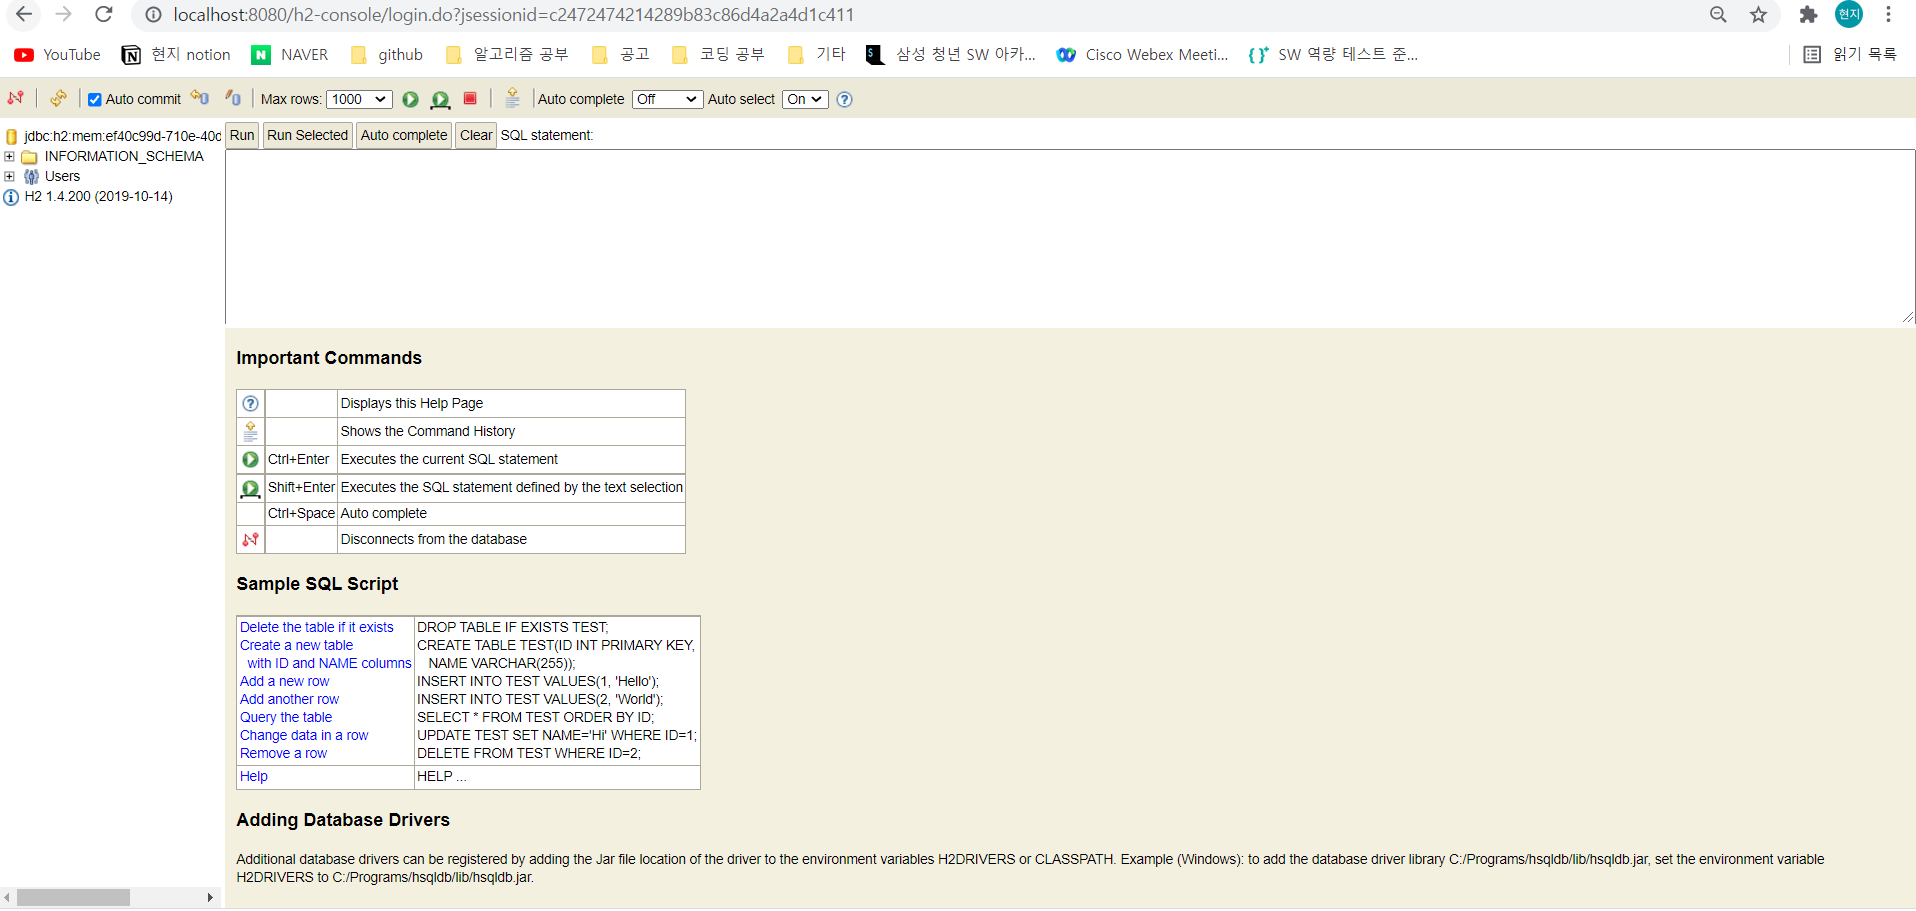 localhost:8080/h2-console/login.do?jsessionid=c2472474214289b83c86d4a2a4d1c411
현지
YouTube 현지 notion NAVER github 알고리즘 공부 공고 코딩 공부 기타 삼성 청년 SW 아카... Cisco Webex Meeti... SW 역량 테스트 준... 읽기 목록
Auto commit Max rows: 1000 Auto complete Off Auto select On
jdbc:h2:mem:ef40c99d-710e-40d
INFORMATION_SCHEMA
Users
H2 1.4.200 (2019-10-14)
Run Run Selected Auto complete Clear SQL statement:
Important Commands
Displays this Help Page
Shows the Command History
Ctrl+Enter Executes the current SQL statement
Shift+Enter Executes the SQL statement defined by the text selection
Ctrl+Space Auto complete
Disconnects from the database
Sample SQL Script
Delete the table if it exists DROP TABLE IF EXISTS TEST;
Create a new table CREATE TABLE TEST(ID INT PRIMARY KEY,
with ID and NAME columns NAME VARCHAR(255));
Add a new row INSERT INTO TEST VALUES(1, 'Hello');
Add another row INSERT INTO TEST VALUES(2, 'World');
Query the table SELECT * FROM TEST ORDER BY ID;
Change data in a row UPDATE TEST SET NAME='Hi' WHERE ID=1;
Remove a row DELETE FROM TEST WHERE ID=2;
Help HELP ...
Adding Database Drivers
Additional database drivers can be registered by adding the Jar file location of the driver to the environment variables H2DRIVERS or CLASSPATH. Example (Windows): to add the database driver library C:/Programs/hsqldb/lib/hsqldb.jar, set the environment variable
H2DRIVERS to C:/Programs/hsqldb/lib/hsqldb.jar.